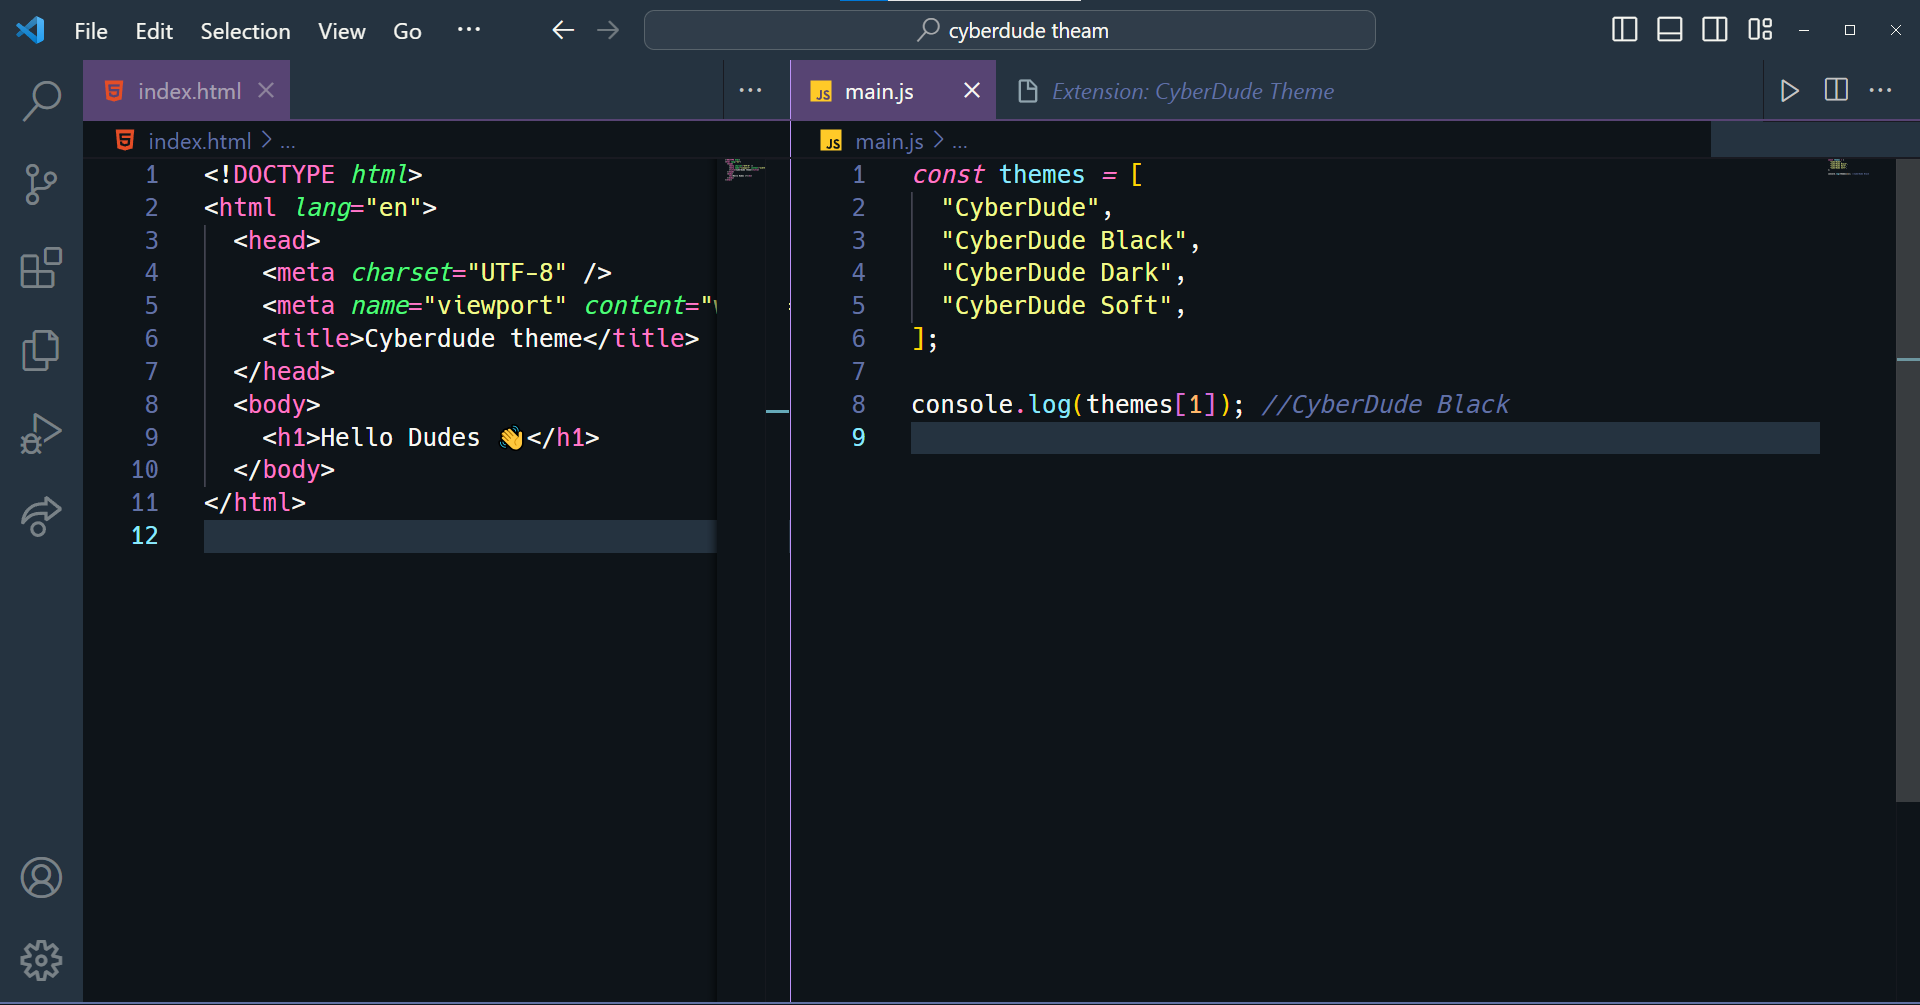 File Edit Selection View Go ··· cyberdude theam
index.html ···
index.html > ...
1 <!DOCTYPE html>
2 <html lang="en">
3 <head>
4 <meta charset="UTF-8" />
5 <meta name="viewport" content="
6 <title>Cyberdude theme</title>
7 </head>
8 <body>
9 <h1>Hello Dudes 👋</h1>
10 </body>
11 </html>
12
JS main.js Extension: CyberDude Theme ···
JS main.js > ...
1 const themes = [
2 "CyberDude",
3 "CyberDude Black",
4 "CyberDude Dark",
5 "CyberDude Soft",
6 ];
7
8 console.log(themes[1]); //CyberDude Black
9